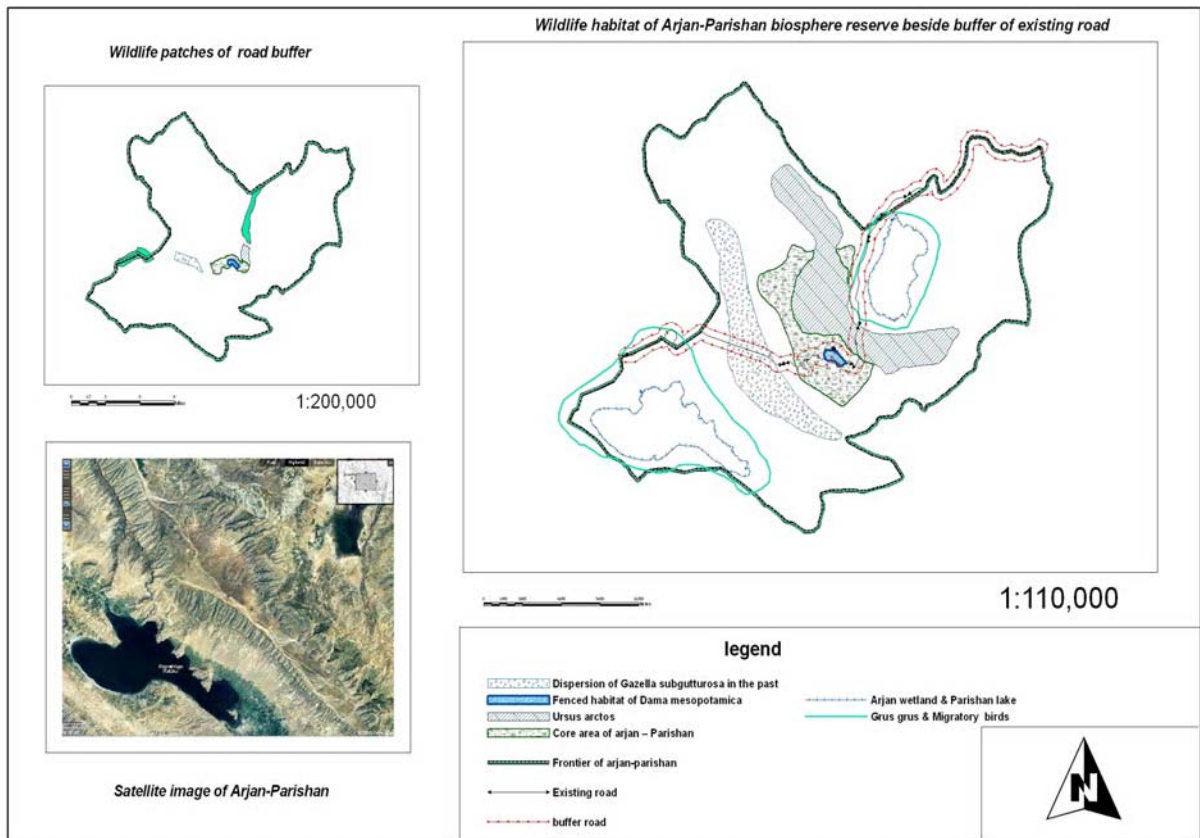 Wildlife patches of road buffer
1:200,000
Satellite image of Arjan-Parishan
Wildlife habitat of Arjan-Parishan biosphere reserve beside buffer of existing road
1:110,000
legend
Dispersion of Gazella subgutturosa in the past
Fenced habitat of Dama mesopotamica
Ursus arctos
Core area of arjan – Parishan
Frontier of arjan-parishan
Existing road
buffer road
Arjan wetland & Parishan lake
Grus grus & Migratory birds
N